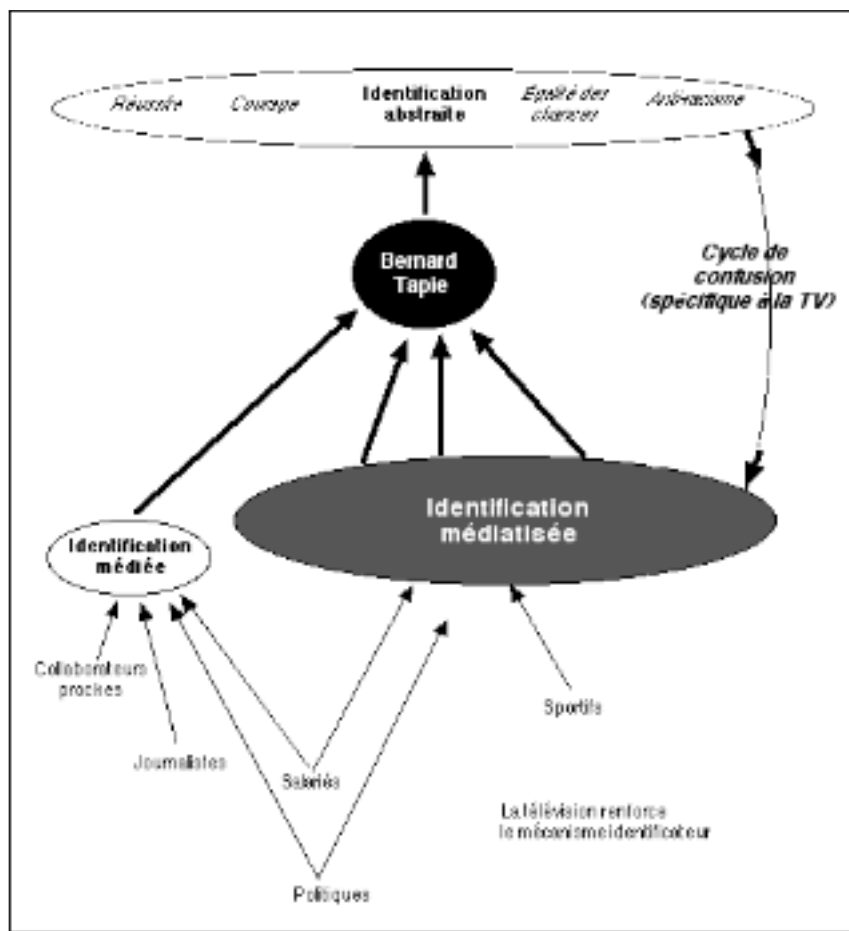 Réussite Courage Identification abstraite Egalité des chances Anti-racisme
Bernard
Tapie
Cycle de
confusion
(spécifique à la TV)
Identification
médiatisée
Identification
médiée
Collaborateurs
proches
Sportifs
Journalistes
Salariés
La télévision renforce
le mécanisme identificateur
Politiques